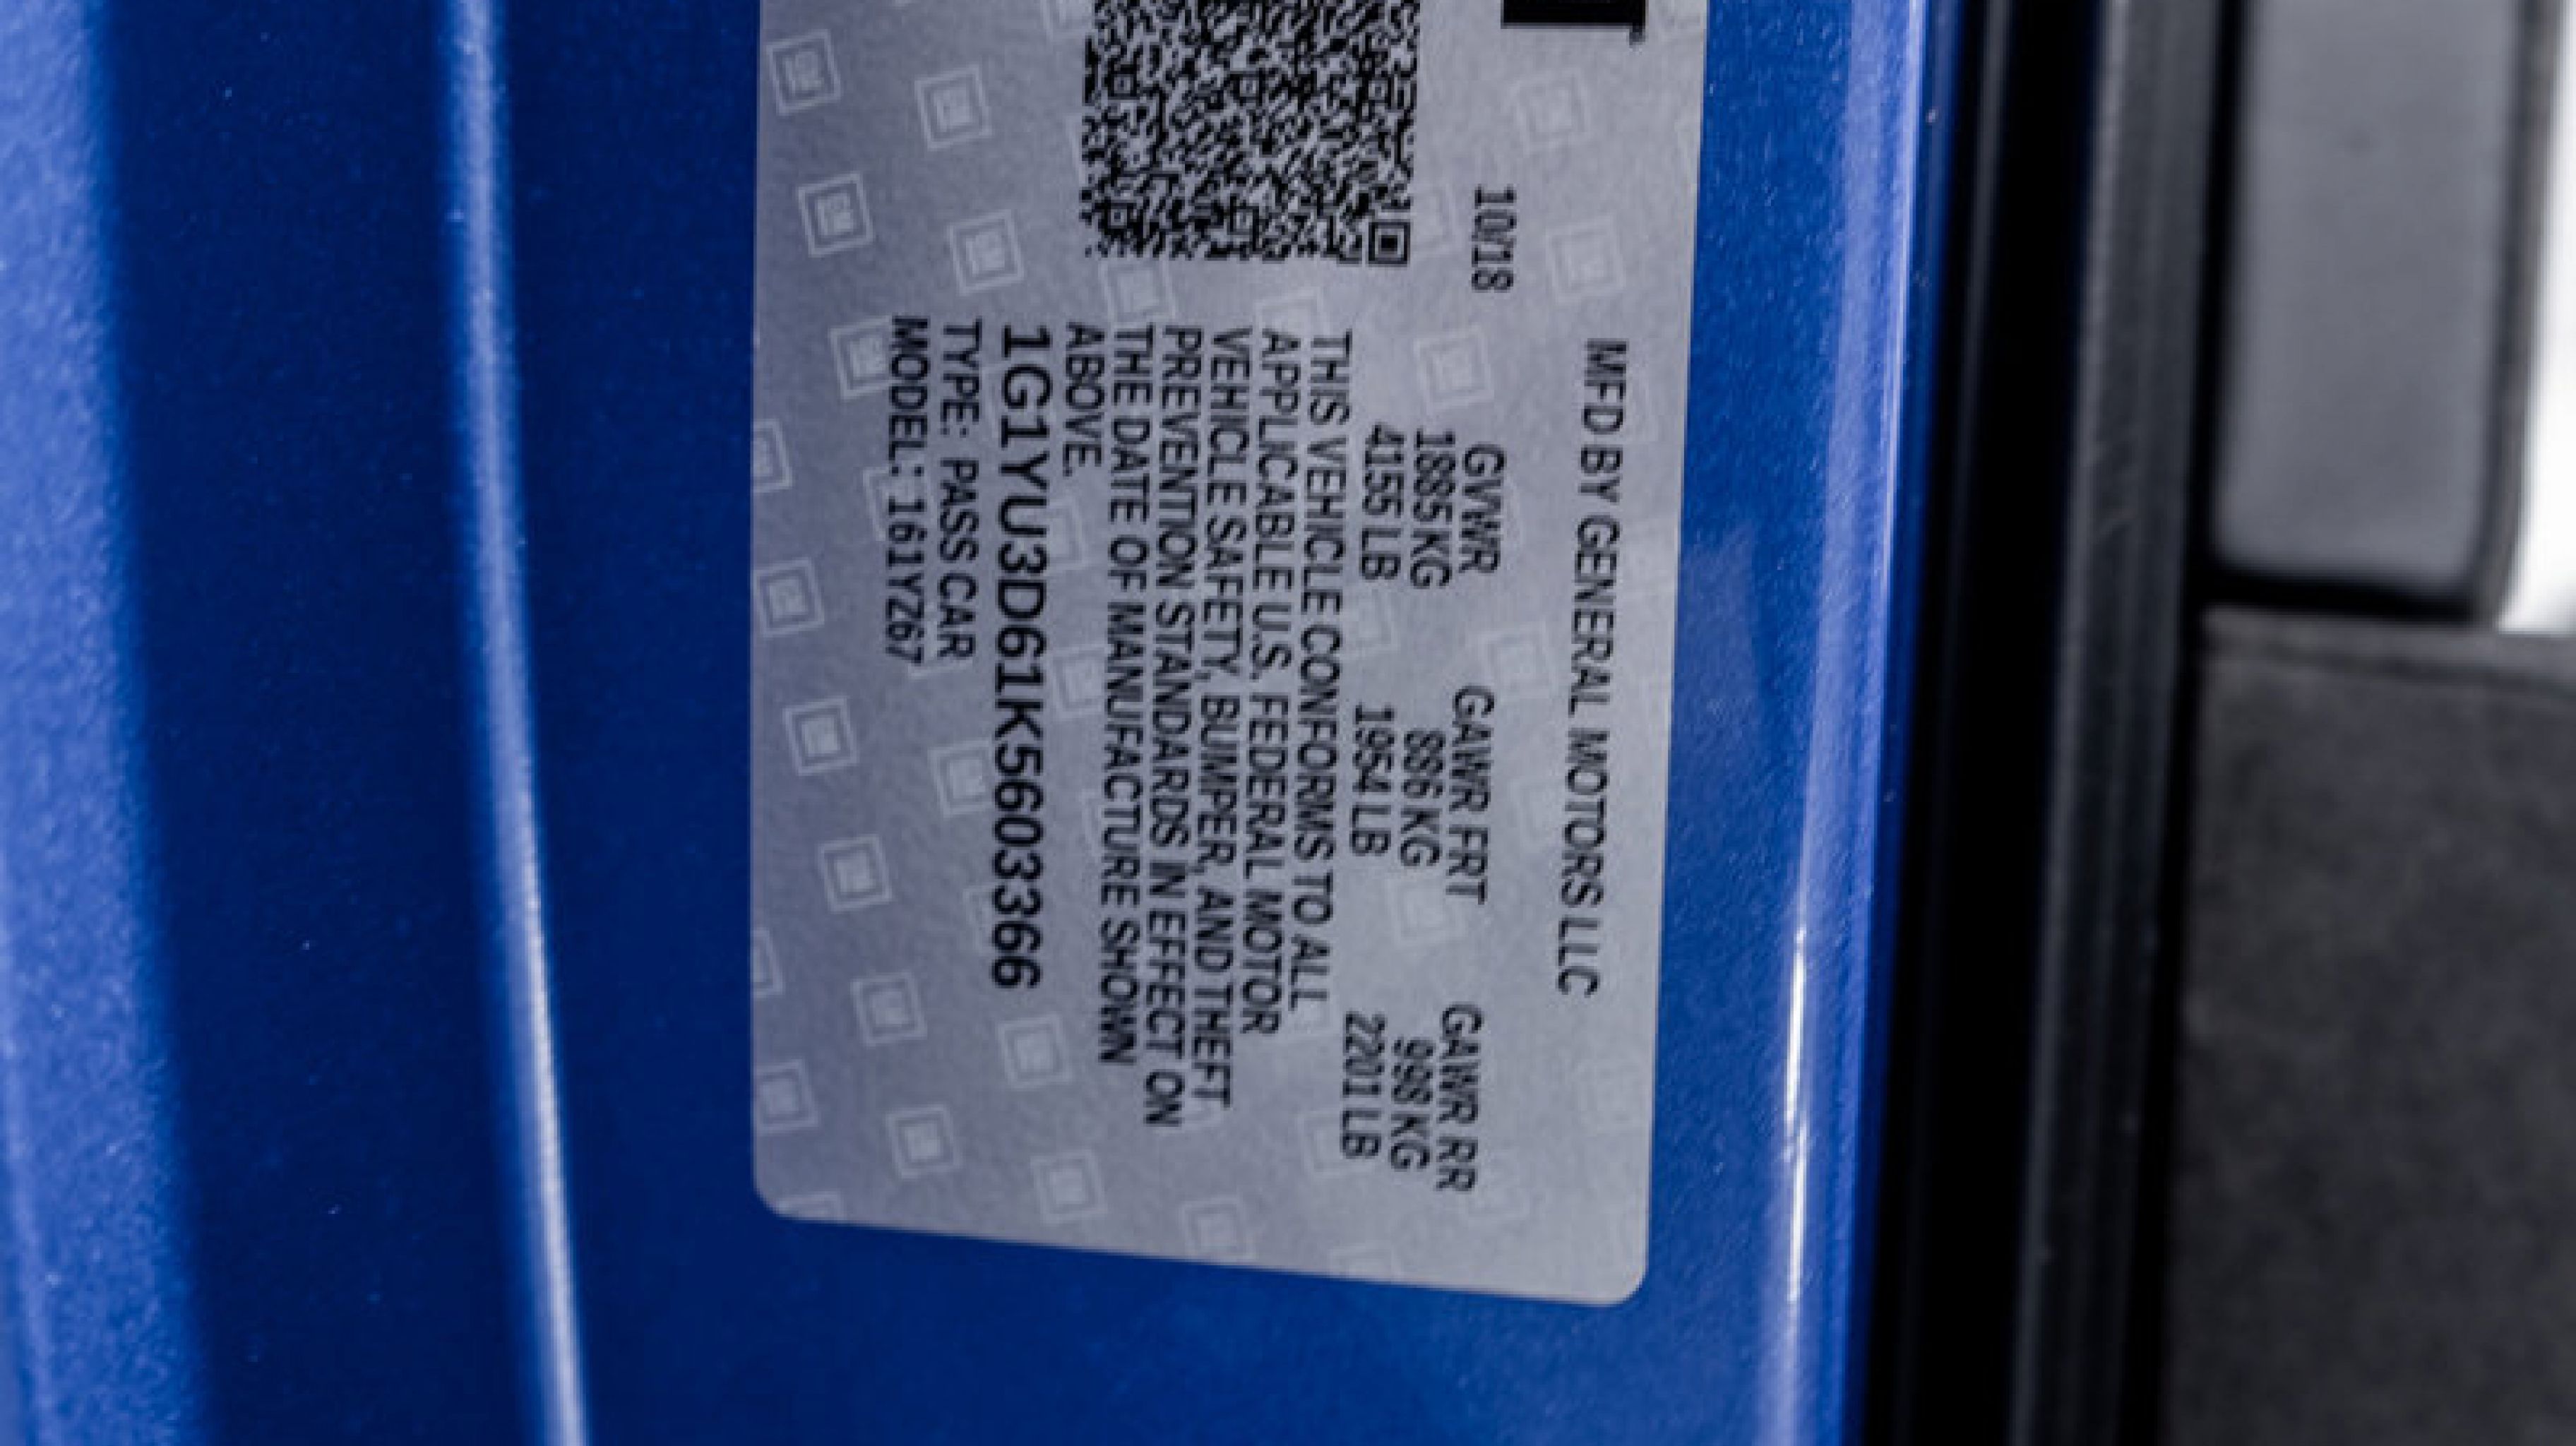 MFD BY GENERAL MOTORS LLC
10/18
GVWR GAWR FRT GAWR RR
1885 KG 886 KG 998 KG
4155 LB 1954 LB 2201 LB
THIS VEHICLE CONFORMS TO ALL
APPLICABLE U.S. FEDERAL MOTOR
VEHICLE SAFETY, BUMPER, AND THEFT
PREVENTION STANDARDS IN EFFECT ON
THE DATE OF MANUFACTURE SHOWN
ABOVE.
1G1YU3D61K5603366
TYPE: PASS CAR
MODEL: 161YZ67